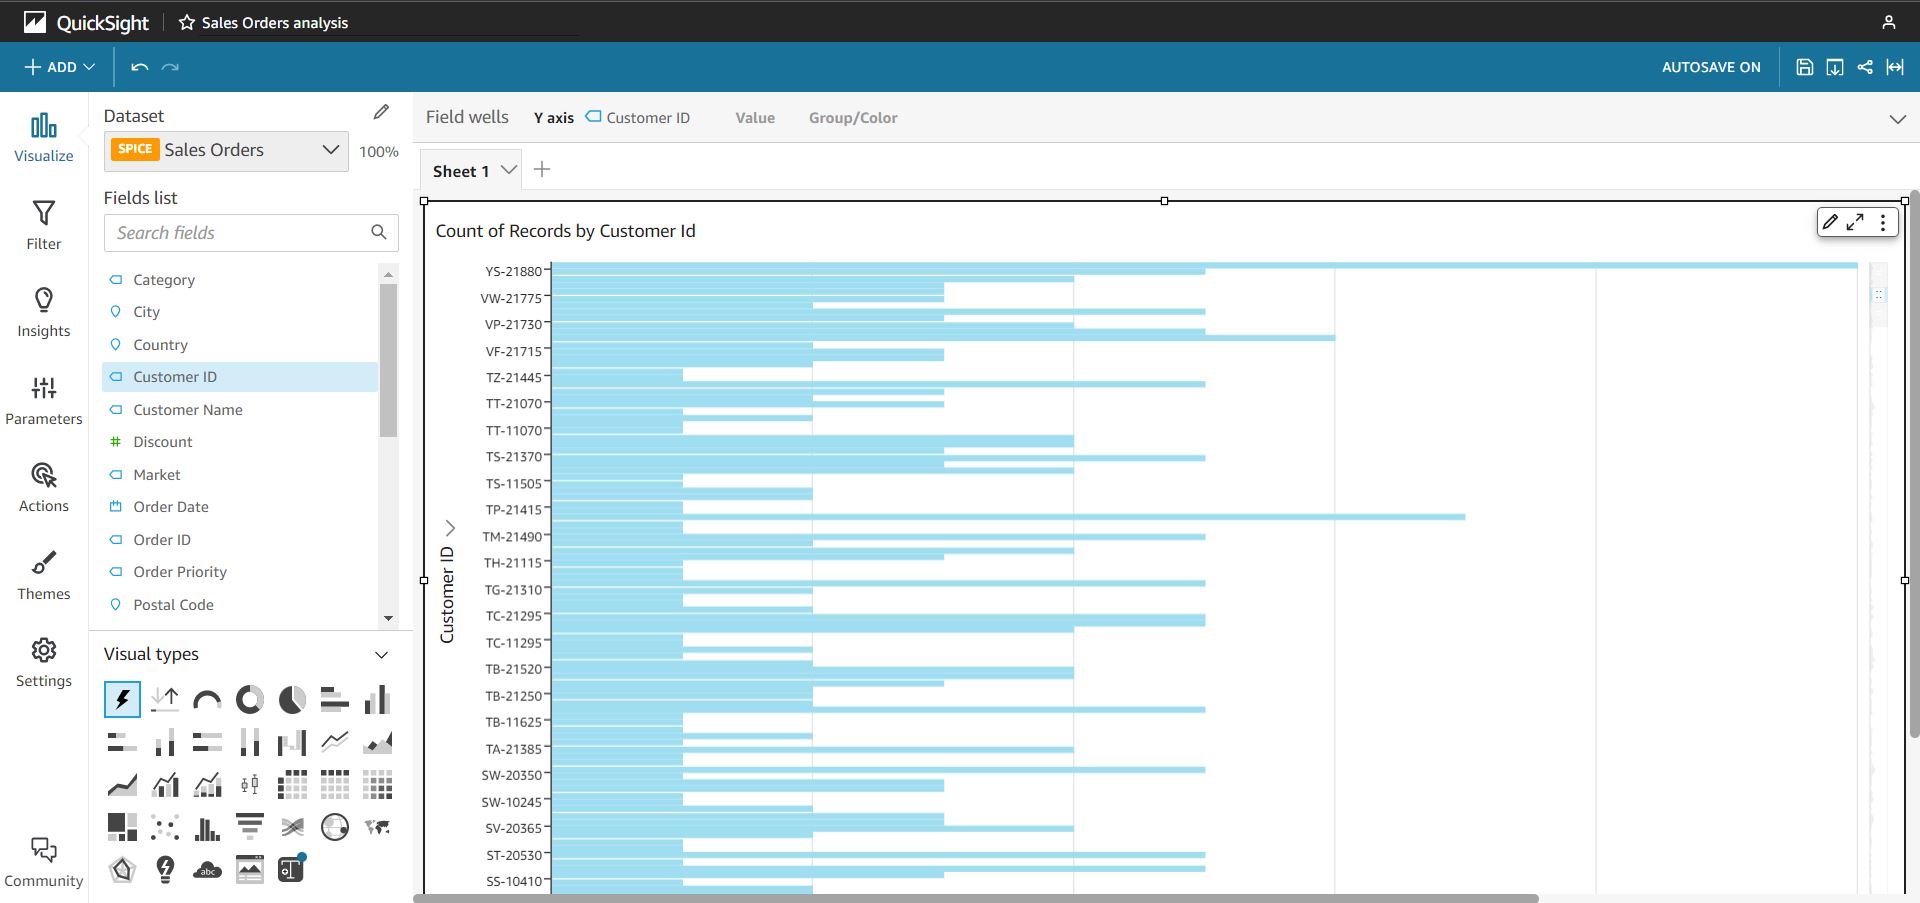 QuickSight
Sales Orders analysis
ADD
AUTOSAVE ON
Visualize
Filter
Insights
Parameters
Actions
Themes
Settings
Community
Dataset
SPICE Sales Orders
100%
Fields list
Search fields
Category
City
Country
Customer ID
Customer Name
Discount
Market
Order Date
Order ID
Order Priority
Postal Code
Visual types
abc
Field wells Y axis Customer ID Value Group/Color
Sheet 1
Count of Records by Customer Id
Customer ID
YS-21880
VW-21775
VP-21730
VF-21715
TZ-21445
TT-21070
TT-11070
TS-21370
TS-11505
TP-21415
TM-21490
TH-21115
TG-21310
TC-21295
TC-11295
TB-21520
TB-21250
TB-11625
TA-21385
SW-20350
SW-10245
SV-20365
ST-20530
SS-10410